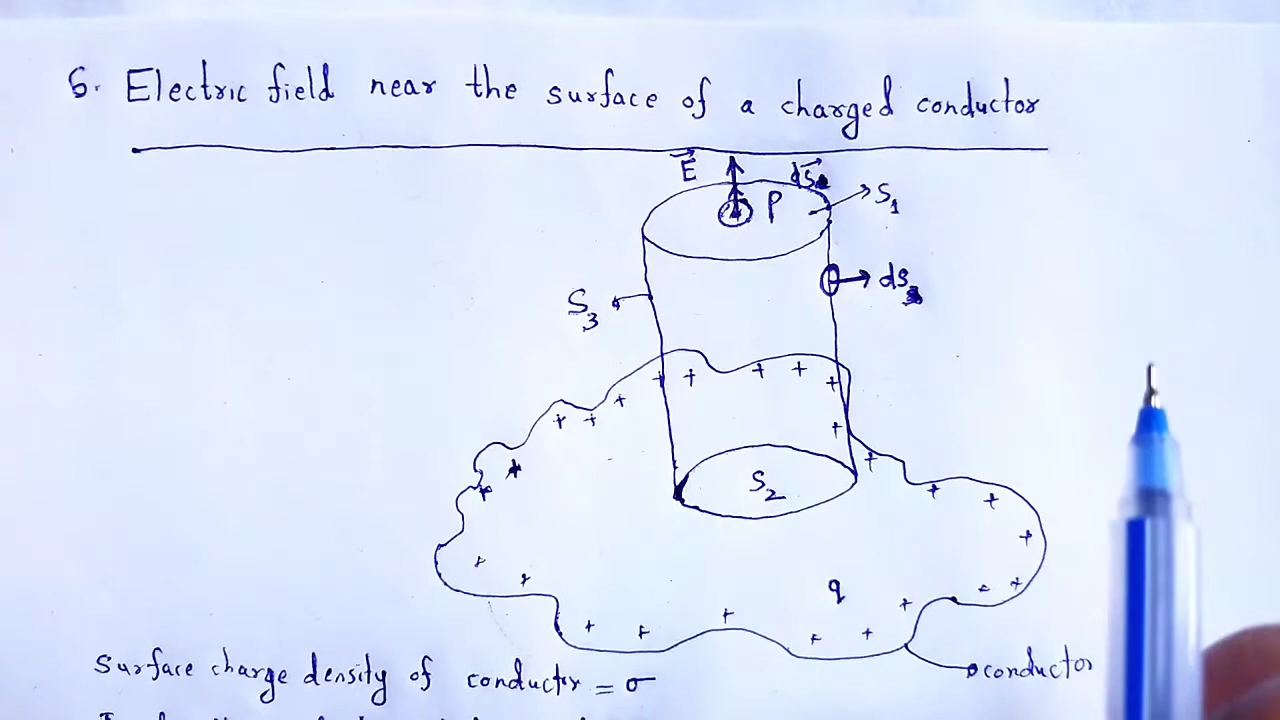 6. Electric field near the surface of a charged conductor
E
dS
P
S1
dS
S3
S2
q
conductor
Surface charge density of conductor = σ